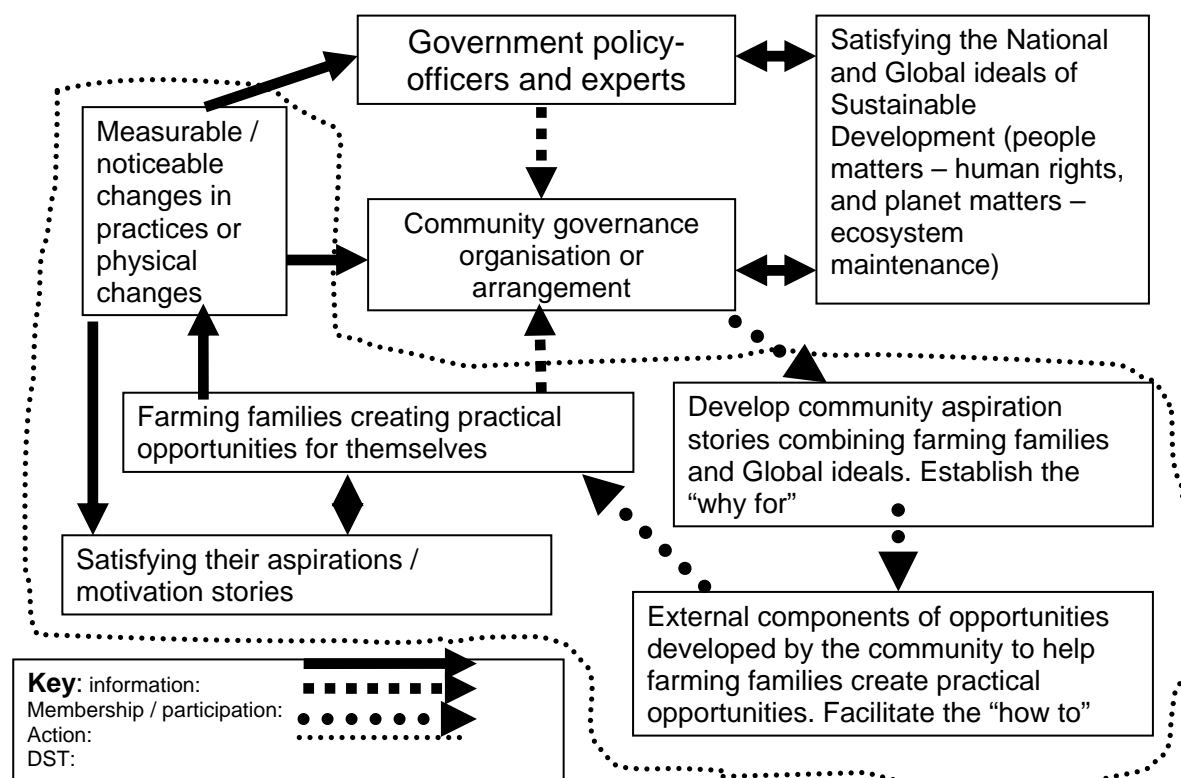 Government policy-
officers and experts
Satisfying the National
and Global ideals of
Sustainable
Development (people
matters – human rights,
and planet matters –
ecosystem
maintenance)
Measurable /
noticeable
changes in
practices or
physical
changes
Community governance
organisation or
arrangement
Farming families creating practical
opportunities for themselves
Develop community aspiration
stories combining farming families
and Global ideals. Establish the
“why for”
Satisfying their aspirations /
motivation stories
External components of opportunities
developed by the community to help
farming families create practical
opportunities. Facilitate the “how to”
Key: information:
Membership / participation:
Action:
DST: